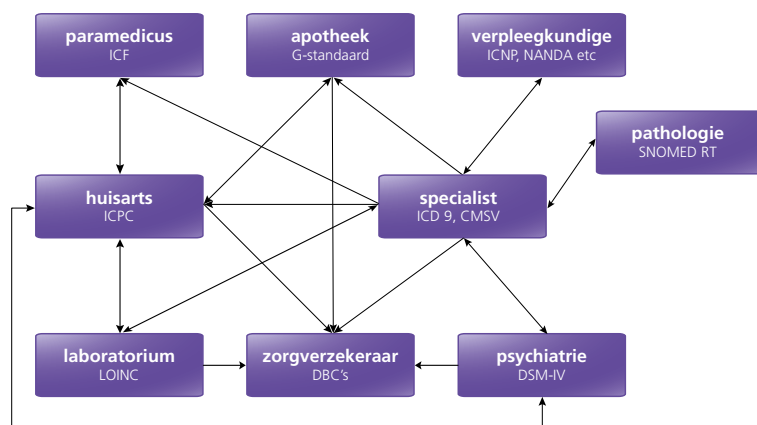 paramedicus
ICF
apotheek
G-standaard
verpleegkundige
ICNP, NANDA etc
pathologie
SNOMED RT
huisarts
ICPC
specialist
ICD 9, CMSV
laboratorium
LOINC
zorgverzekeraar
DBC’s
psychiatrie
DSM-IV